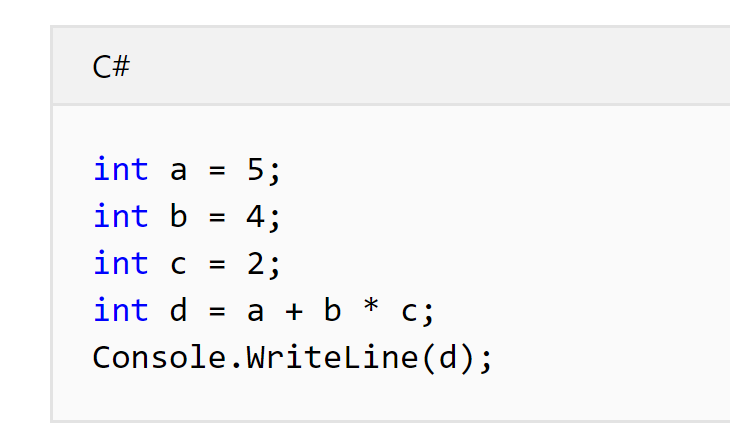 C#
int a = 5;
int b = 4;
int c = 2;
int d = a + b * c;
Console.WriteLine(d);